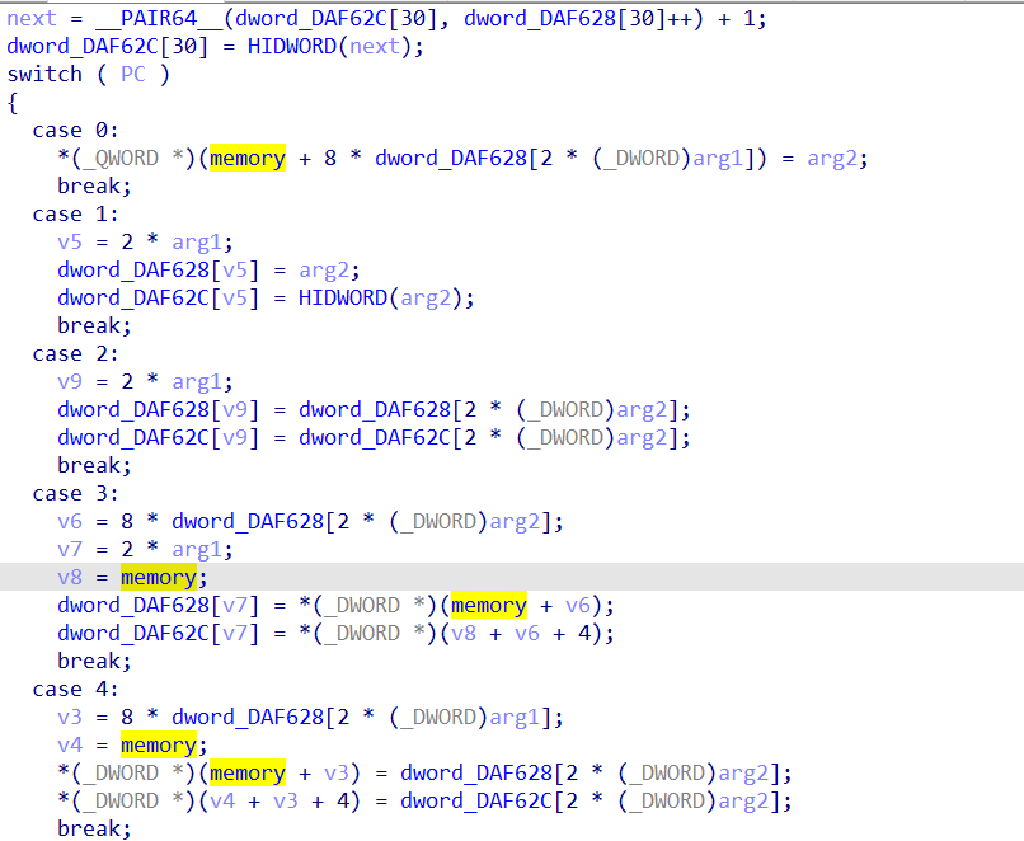 next = __PAIR64__(dword_DAF62C[30], dword_DAF628[30]++) + 1;
dword_DAF62C[30] = HIDWORD(next);
switch ( PC )
{
case 0:
*(_QWORD *)(memory + 8 * dword_DAF628[2 * (_DWORD)arg1]) = arg2;
break;
case 1:
v5 = 2 * arg1;
dword_DAF628[v5] = arg2;
dword_DAF62C[v5] = HIDWORD(arg2);
break;
case 2:
v9 = 2 * arg1;
dword_DAF628[v9] = dword_DAF628[2 * (_DWORD)arg2];
dword_DAF62C[v9] = dword_DAF62C[2 * (_DWORD)arg2];
break;
case 3:
v6 = 8 * dword_DAF628[2 * (_DWORD)arg2];
v7 = 2 * arg1;
v8 = memory;
dword_DAF628[v7] = *(_DWORD *)(memory + v6);
dword_DAF62C[v7] = *(_DWORD *)(v8 + v6 + 4);
break;
case 4:
v3 = 8 * dword_DAF628[2 * (_DWORD)arg1];
v4 = memory;
*(_DWORD *)(memory + v3) = dword_DAF628[2 * (_DWORD)arg2];
*(_DWORD *)(v4 + v3 + 4) = dword_DAF62C[2 * (_DWORD)arg2];
break;